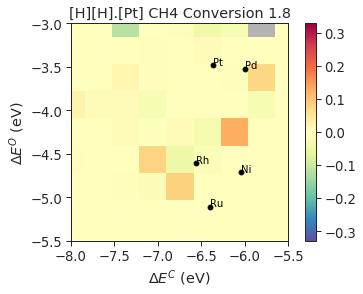 [H][H].[Pt] CH4 Conversion 1.8
−3.0
−3.5
−4.0
−4.5
−5.0
−5.5
ΔE^O (eV)
Pt
Pd
Rh
Ni
Ru
−8.0 −7.5 −7.0 −6.5 −6.0 −5.5
ΔE^C (eV)
0.3
0.2
0.1
0.0
−0.1
−0.2
−0.3